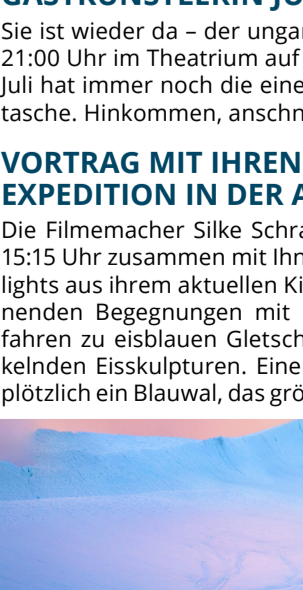 GASTKÜNSTLERIN JU
Sie ist wieder da – der ungar
21:00 Uhr im Theatrium auf
Juli hat immer noch die eine
tasche. Hinkommen, anschn
VORTRAG MIT IHREN
EXPEDITION IN DER A
Die Filmemacher Silke Schra
15:15 Uhr zusammen mit Ihn
lights aus ihrem aktuellen Ki
nenden Begegnungen mit
fahren zu eisblauen Gletsch
kelnden Eisskulpturen. Eine
plötzlich ein Blauwal, das grö